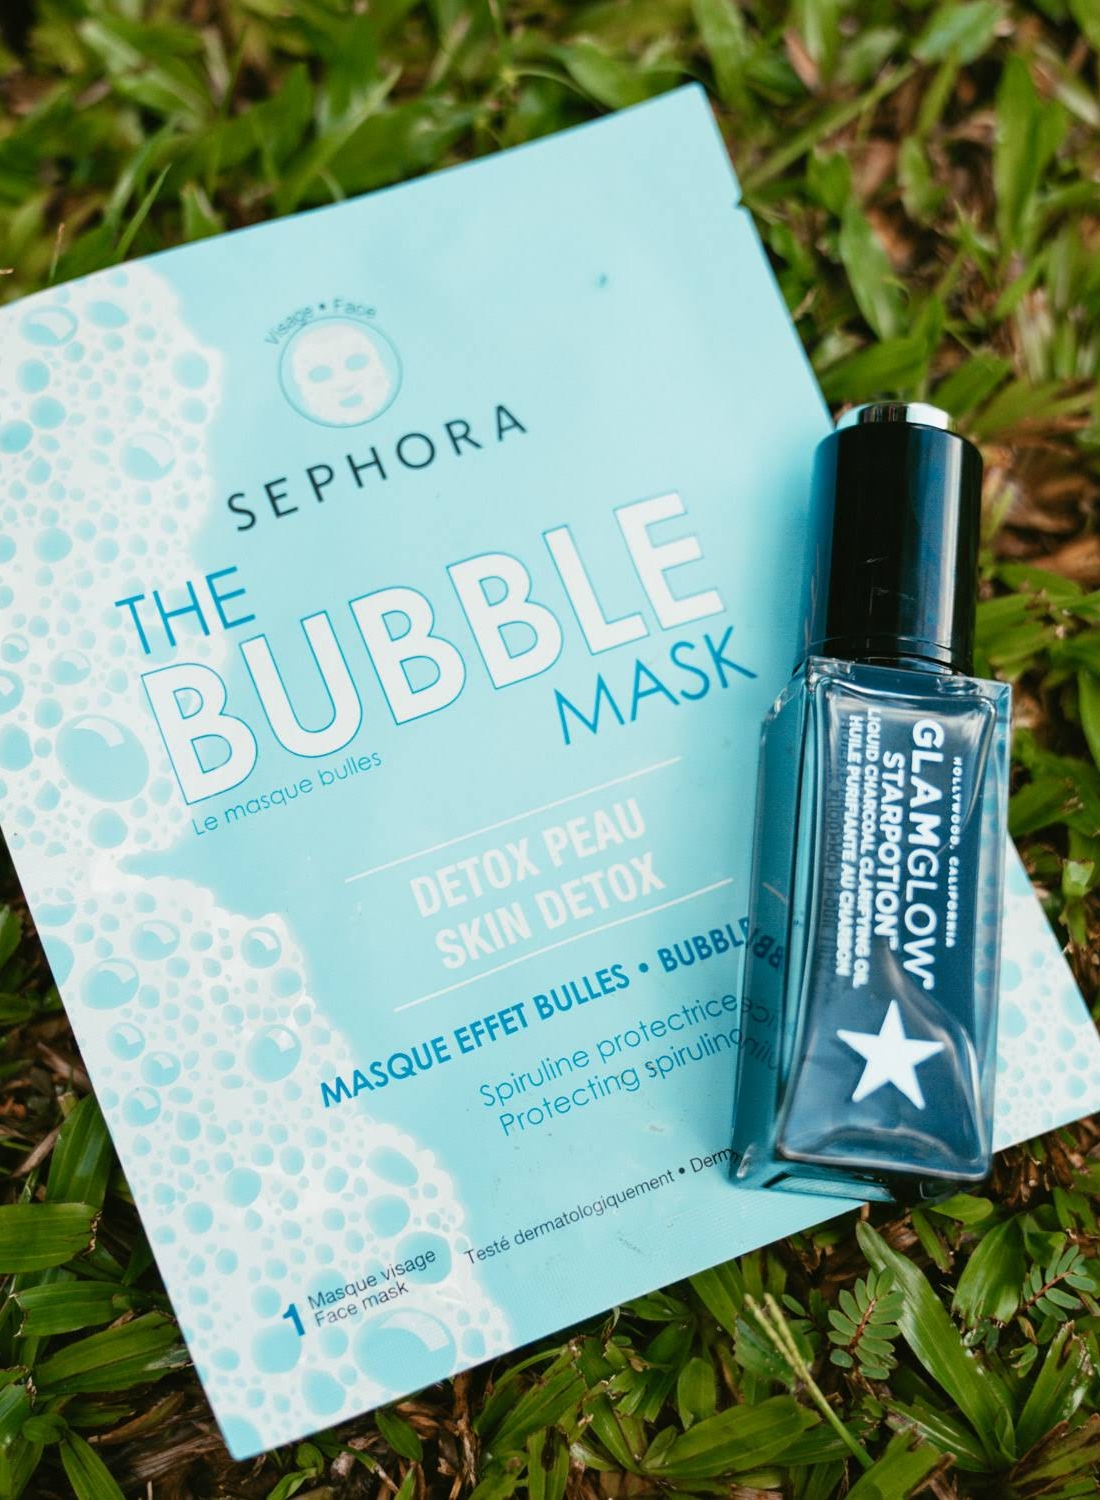 Visage • Face
SEPHORA
THE
BUBBLE
MASK
Le masque bulles
DETOX PEAU
SKIN DETOX
MASQUE EFFET BULLES • BUBBLE
Spiruline protectrice
Protecting spirulina
Testé dermatologiquement •
1 Masque visage
Face mask
HOLLYWOOD, CALIFORNIA
GLAMGLOW
STARPOTION™
LIQUID CHARCOAL CLARIFYING OIL
HUILE PURIFIANTE AU CHARBON